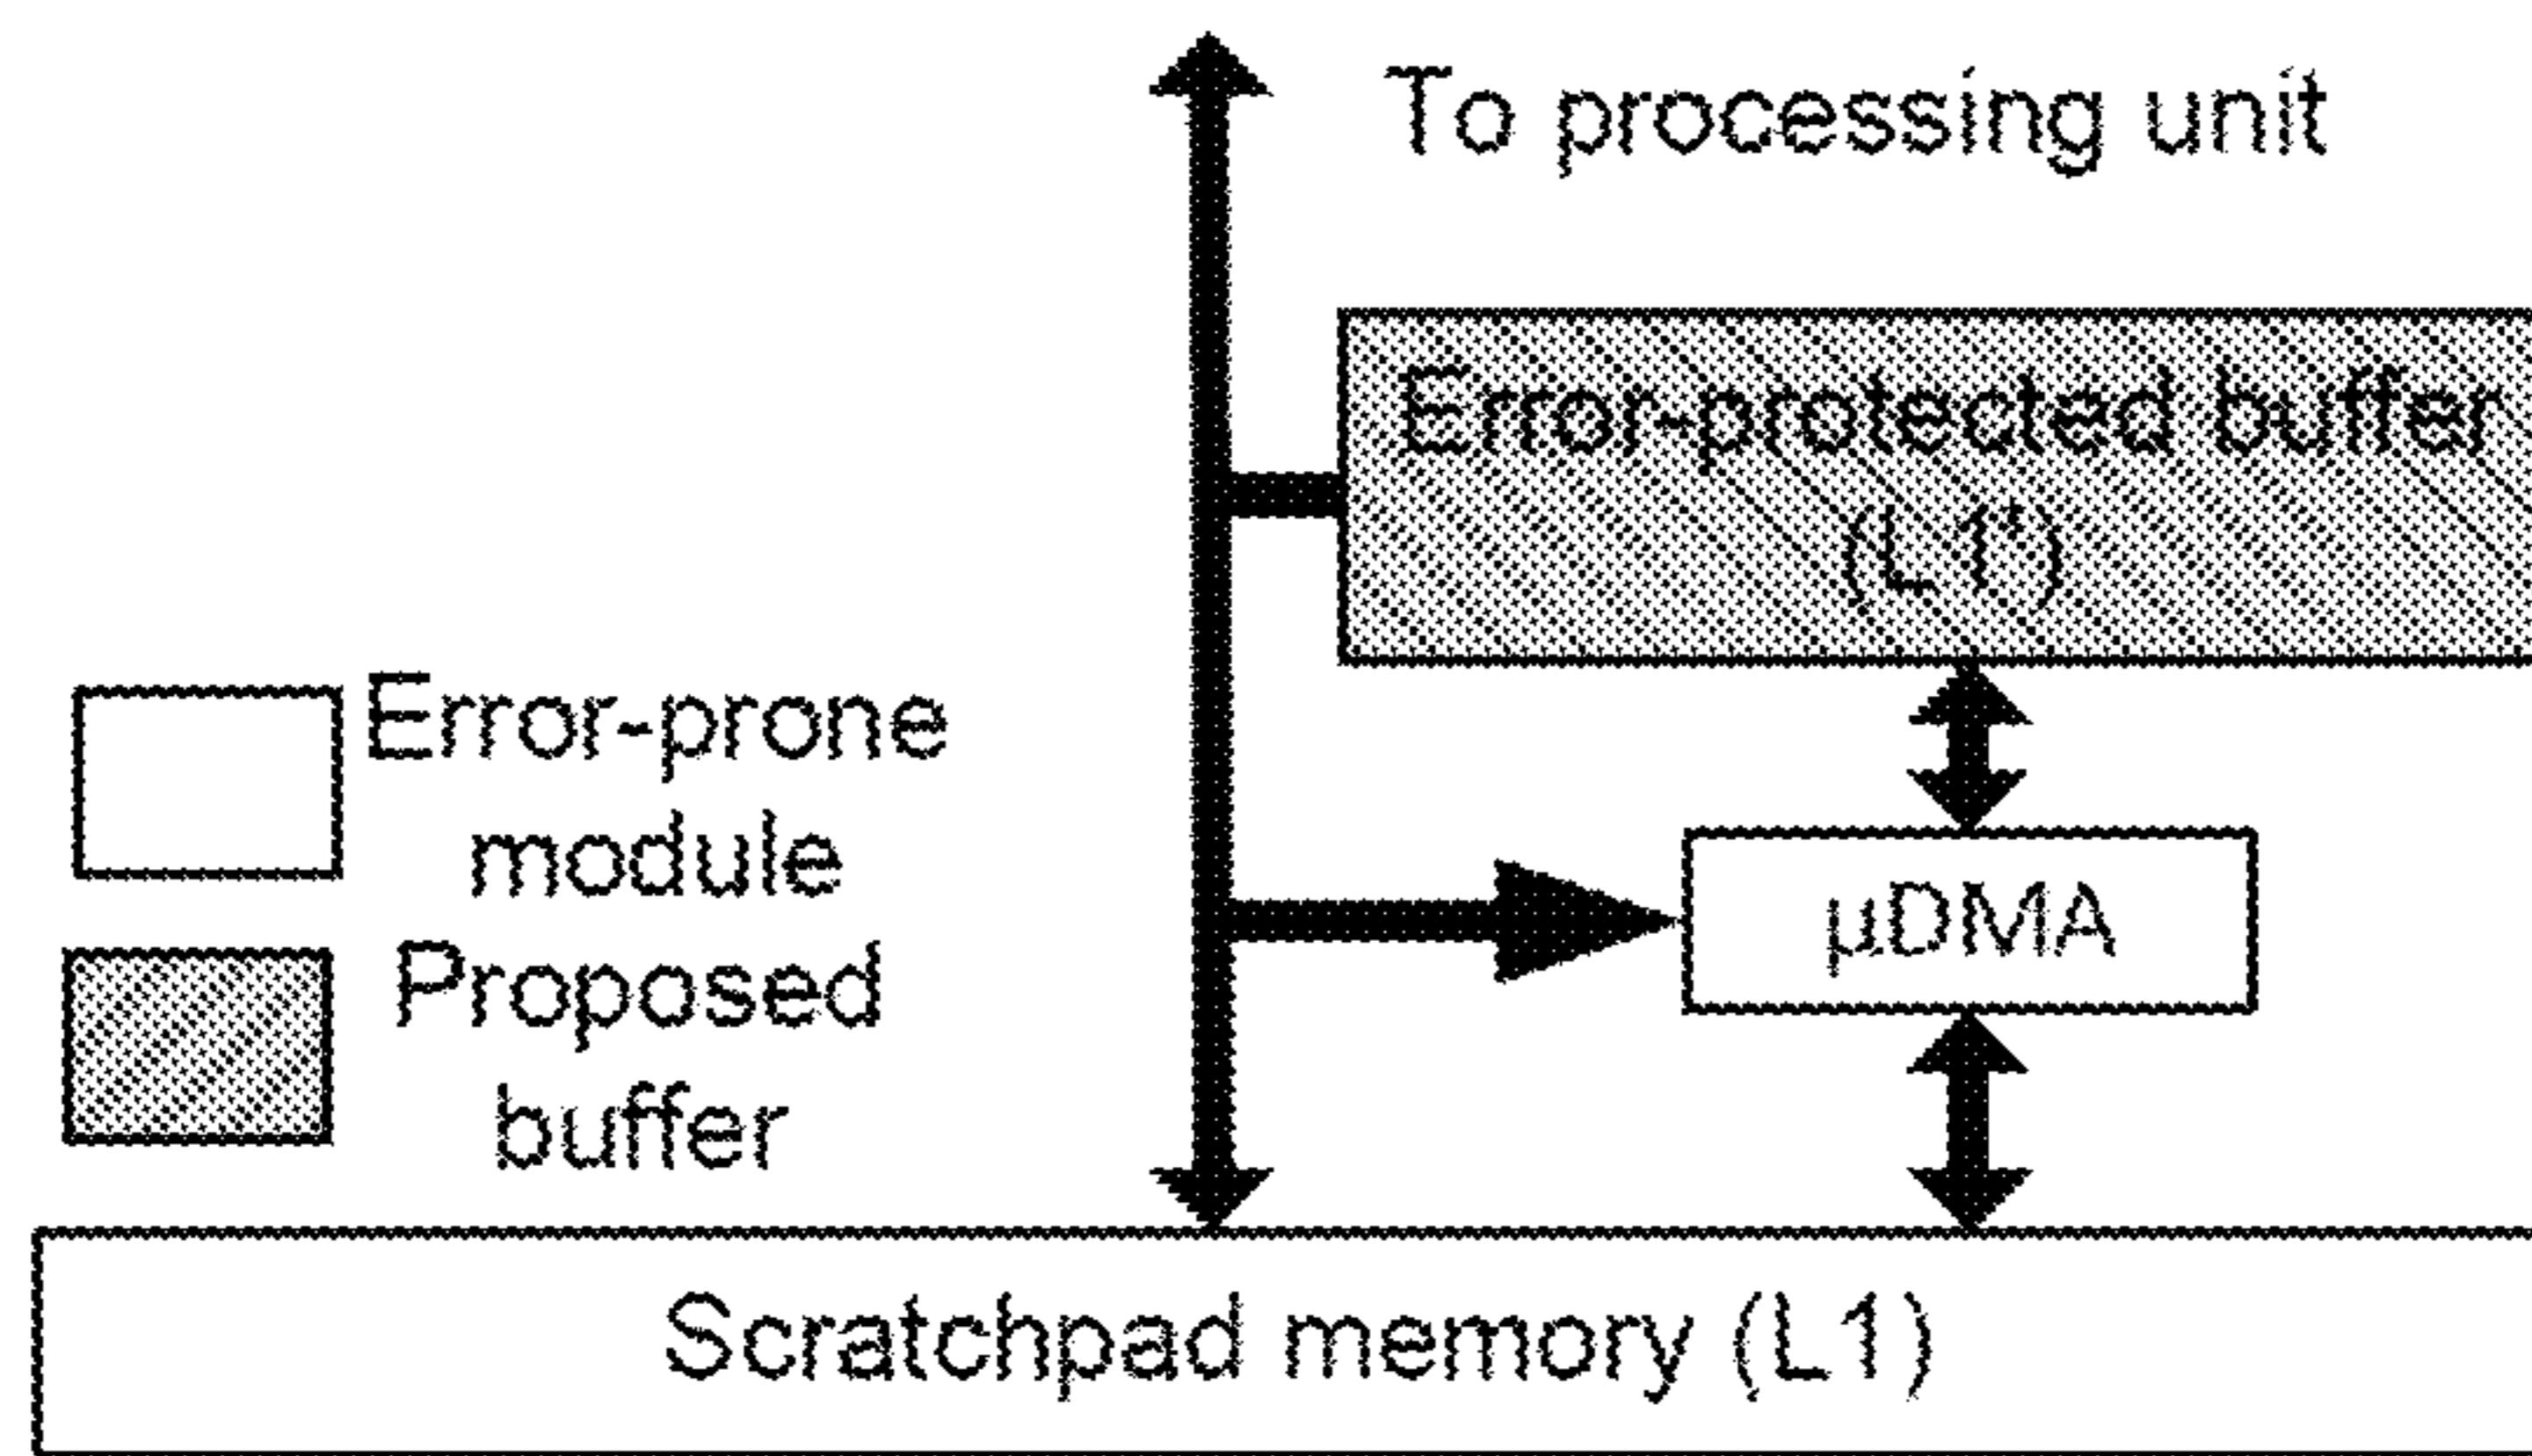 To processing unit
Error-protected buffer
(L1')
Error-prone
module
µDMA
Proposed
buffer
Scratchpad memory (L1)